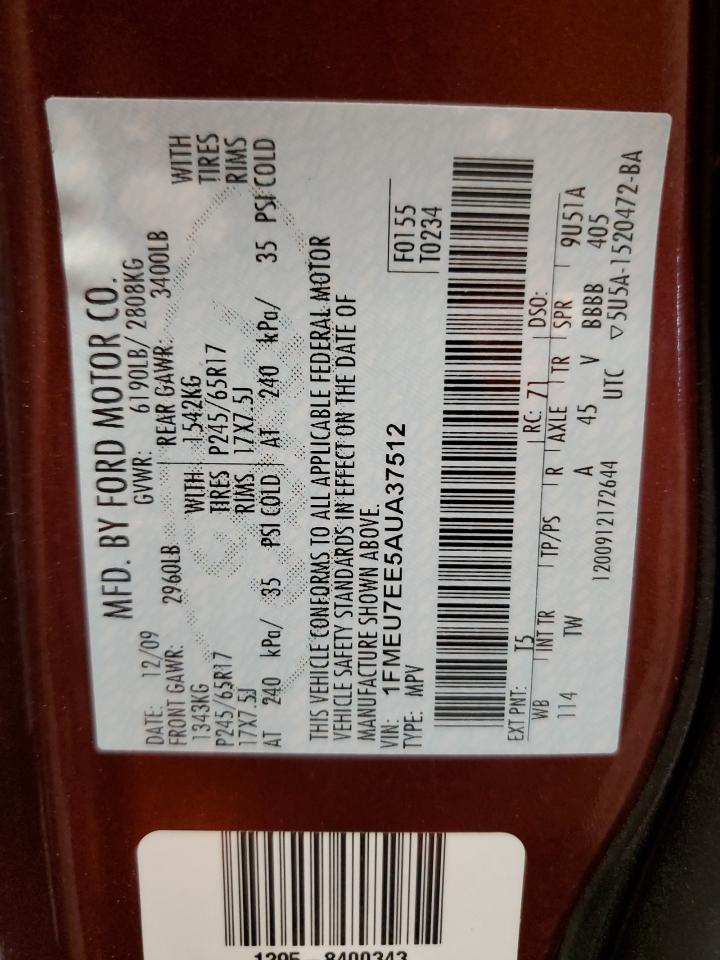 MFD. BY FORD MOTOR CO.
DATE: 12/09 GVWR: 6190LB/ 2808KG
FRONT GAWR: 2960LB REAR GAWR: 3400LB
1343KG WITH 1542KG WITH
P245/65R17 TIRES P245/65R17 TIRES
17X7.5J RIMS 17X7.5J RIMS
AT 240 kPa/ 35 PSI COLD AT 240 kPa/ 35 PSI COLD
THIS VEHICLE CONFORMS TO ALL APPLICABLE FEDERAL MOTOR
VEHICLE SAFETY STANDARDS IN EFFECT ON THE DATE OF
MANUFACTURE SHOWN ABOVE.
VIN: 1FMEU7EE5AUA37512 F0155
TYPE: MPV T0234
EXT PNT: T5 RC: 71 DSO:
WB INT TR TP/PS R AXLE TR SPR 9U51A
114 TW A 45 V BBBB 405
1200912172644 UTC ▽5U5A-1520472-BA
1295 - 8400343